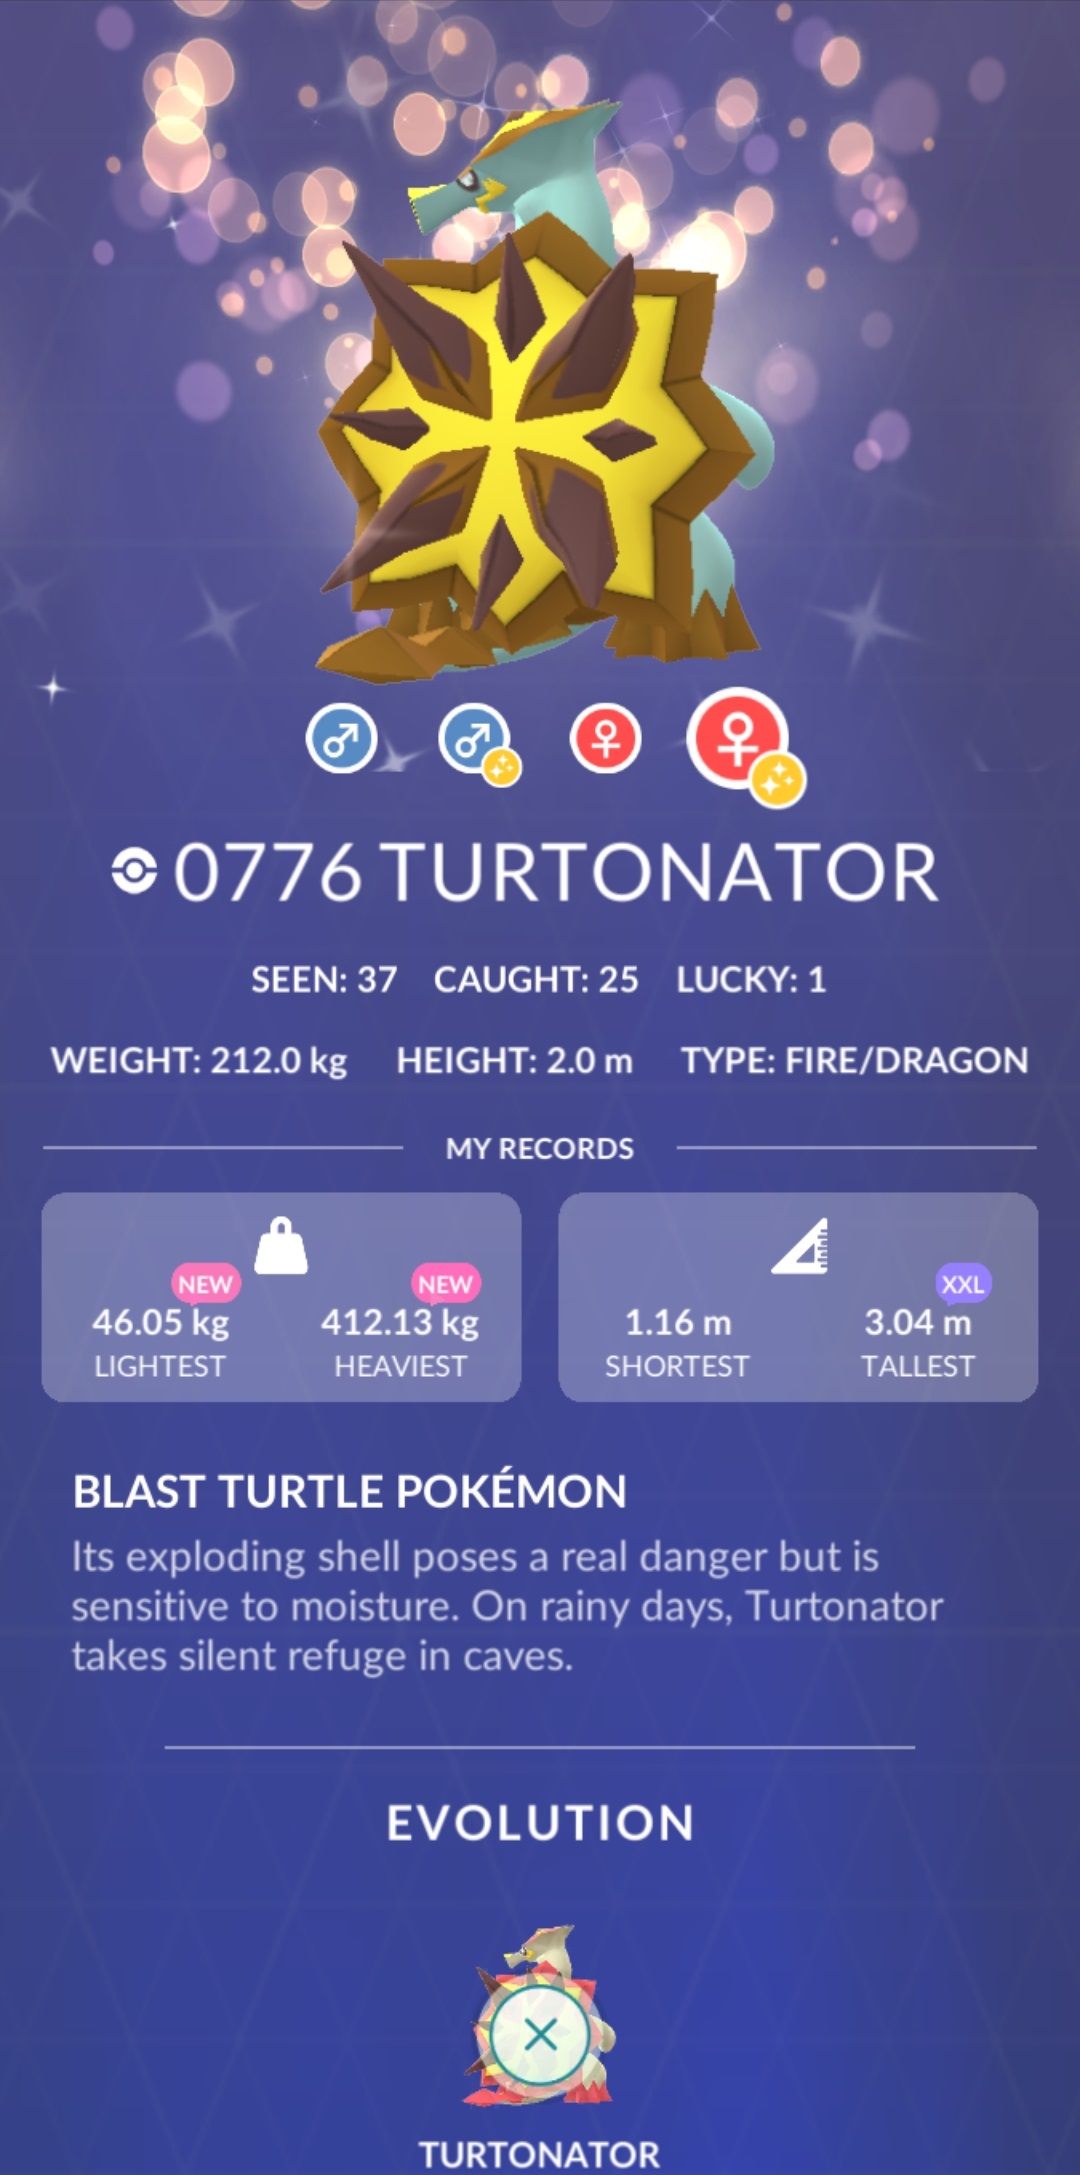 0776 TURTONATOR
SEEN: 37 CAUGHT: 25 LUCKY: 1
WEIGHT: 212.0 kg HEIGHT: 2.0 m TYPE: FIRE/DRAGON
MY RECORDS
NEW NEW
46.05 kg 412.13 kg
LIGHTEST HEAVIEST
XXL
1.16 m 3.04 m
SHORTEST TALLEST
BLAST TURTLE POKÉMON
Its exploding shell poses a real danger but is
sensitive to moisture. On rainy days, Turtonator
takes silent refuge in caves.
EVOLUTION
TURTONATOR